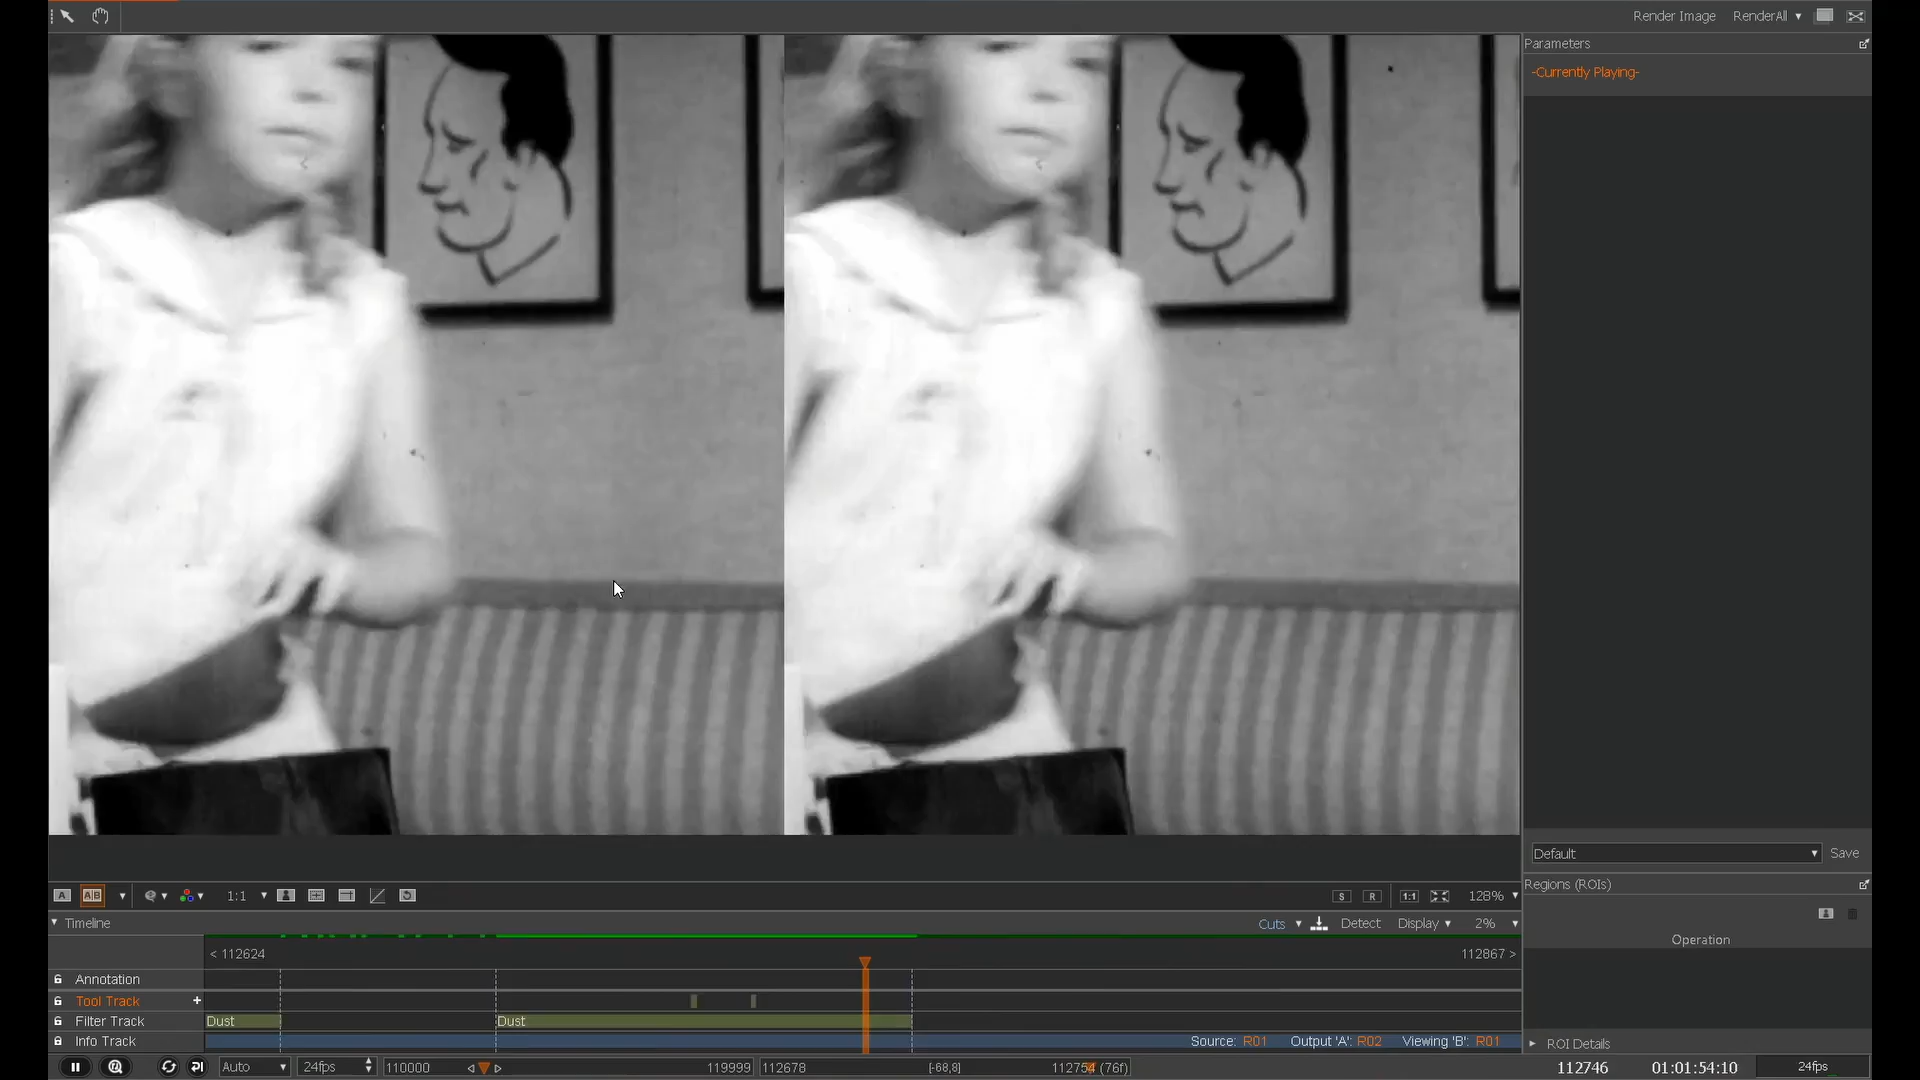 Render Image RenderAll
Parameters
-Currently Playing-
Default Save
Regions (ROIs)
Operation
ROI Details
A A|B 1:1 S R 1:1 128%
Timeline Cuts Detect Display 2%
< 112624 112867 >
Annotation
Tool Track +
Filter Track Dust Dust
Info Track Source: R01 Output 'A': R02 Viewing 'B': R01
Auto 24fps 110000 119999 112678 [-68,8] (76f) 112746 01:01:54:10 24fps